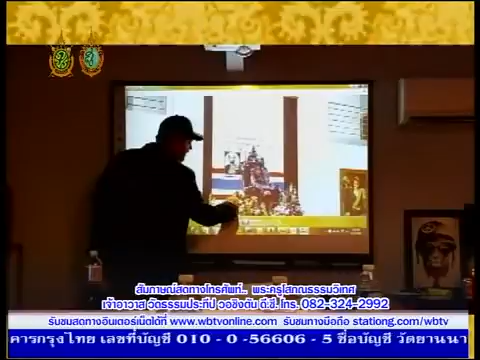 สัมภาษณ์สดทางโทรศัพท์.. พระครูโสภณธรรมวิเทศ
เจ้าอาวาส วัดธรรมประทีป วอชิงตัน ดี.ซี. โทร. 082-324-2992
รับชมสดทางอินเตอร์เน็ตได้ที่ www.wbtvonline.com รับชมทางมือถือ stationg.com/wbtv
คารกรุงไทย เลขที่บัญชี 010 - 0 -56606 - 5 ชื่อบัญชี วัดยานนา